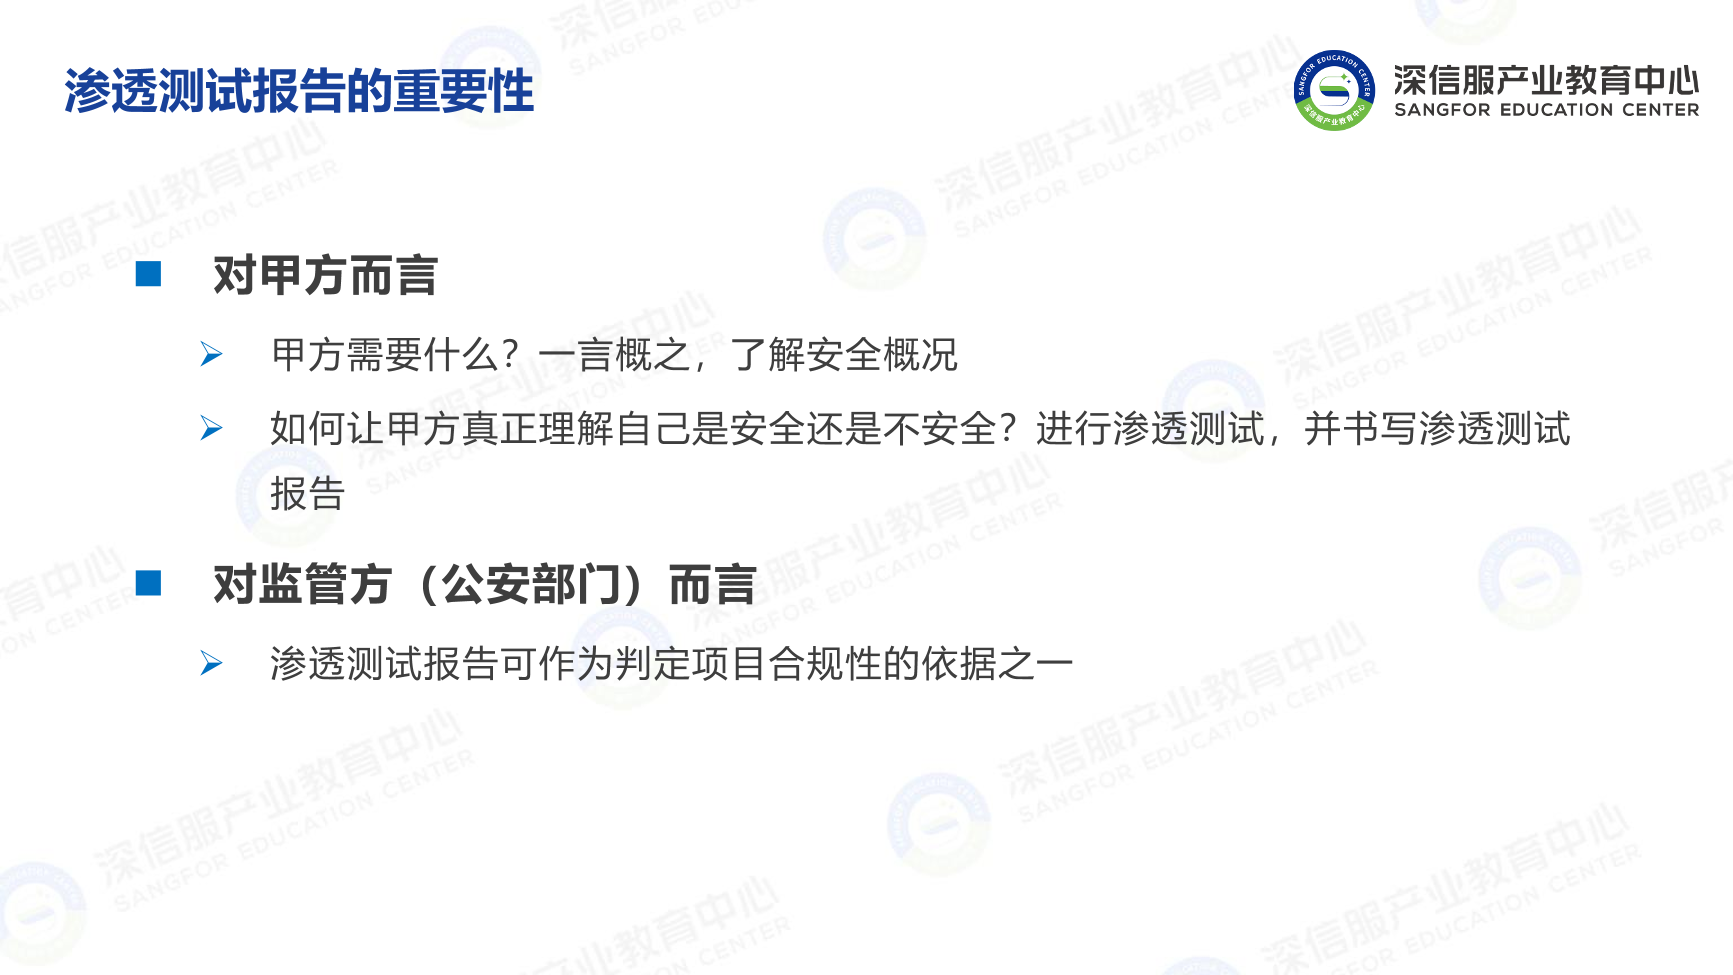 渗透测试报告的重要性
深信服产业教育中心
SANGFOR EDUCATION CENTER
对甲方而言
甲方需要什么？一言概之，了解安全概况
如何让甲方真正理解自己是安全还是不安全？进行渗透测试，并书写渗透测试
报告
对监管方（公安部门）而言
渗透测试报告可作为判定项目合规性的依据之一